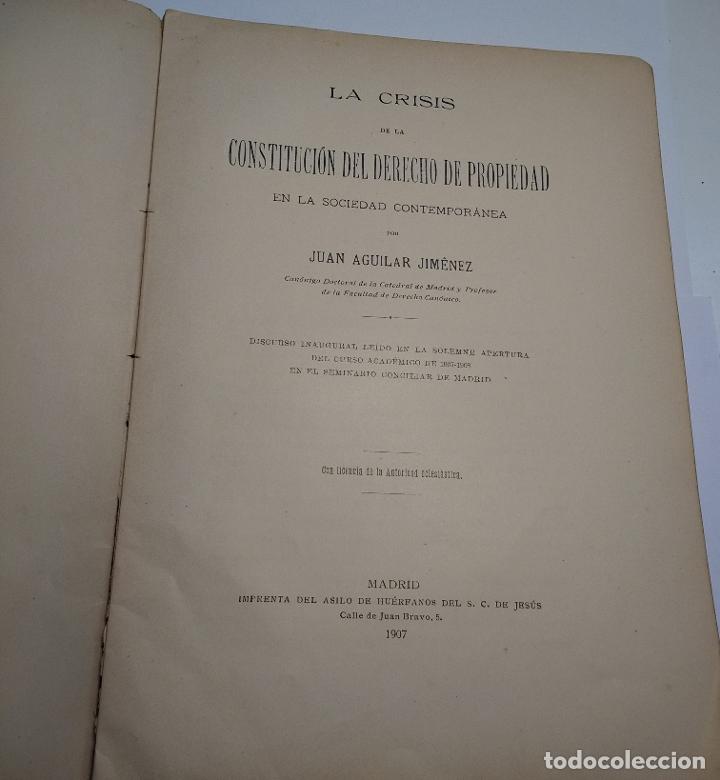 LA CRISIS
DE LA
CONSTITUCIÓN DEL DERECHO DE PROPIEDAD
EN LA SOCIEDAD CONTEMPORÁNEA
POR
JUAN AGUILAR JIMÉNEZ
Canónigo Doctoral de la Catedral de Madrid y Profesor
de la Facultad de Derecho Canónico.
DISCURSO INAUGURAL LEÍDO EN LA SOLEMNE APERTURA
DEL CURSO ACADÉMICO DE 1907-1908
EN EL SEMINARIO CONCILIAR DE MADRID
Con licencia de la Autoridad eclesiástica.
MADRID
IMPRENTA DEL ASILO DE HUÉRFANOS DEL S. C. DE JESÚS
Calle de Juan Bravo, 5.
1907
todocoleccion